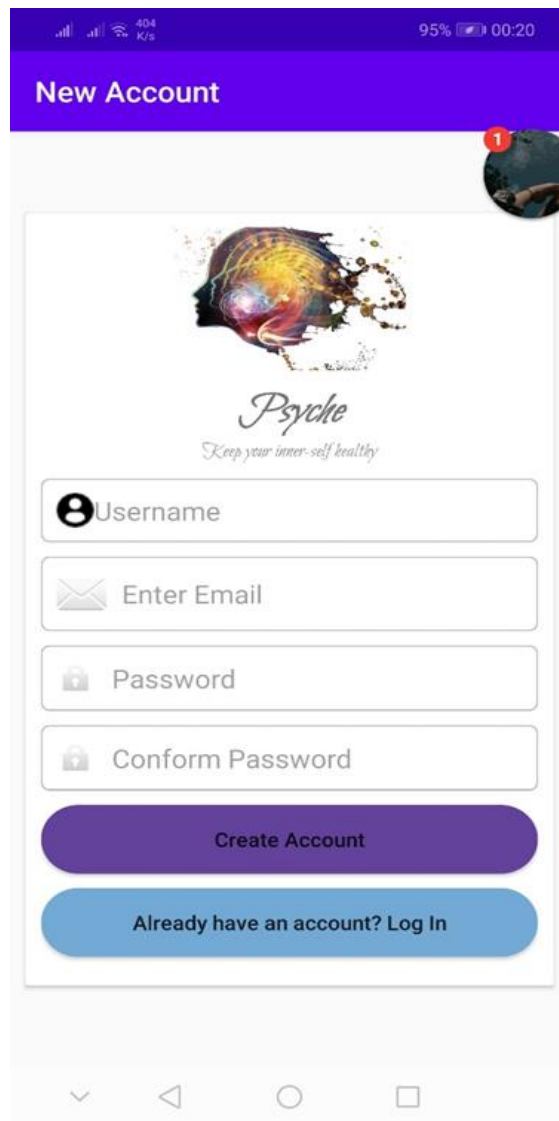 404
K/s
95% 00:20
New Account
1
Psyche
Keep your inner-self healthy
Username
Enter Email
Password
Conform Password
Create Account
Already have an account? Log In